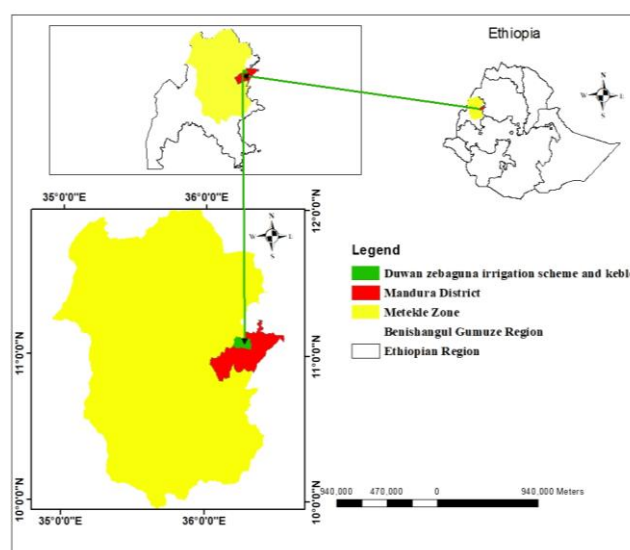 Ethiopia
N
W E
S
35°0'0"E 36°0'0"E
12°0'0"N
N
W E
S
Legend
Duwan zebaguna irrigation scheme and keble
Mandura District
Metekle Zone
Benishangul Gumuze Region
Ethiopian Region
11°0'0"N 11°0'0"N
10°0'0"N 10°0'0"N
940,000 470,000 0 940,000 Meters
35°0'0"E 36°0'0"E